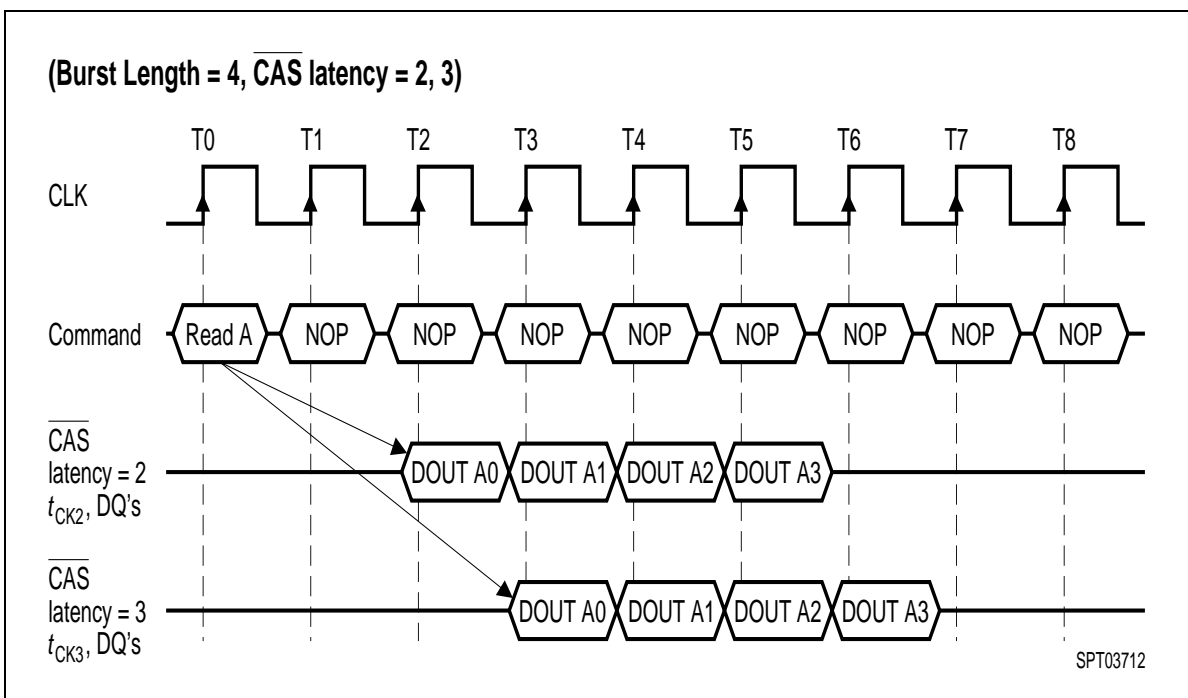 (Burst Length = 4, CAS latency = 2, 3)
T0 T1 T2 T3 T4 T5 T6 T7 T8
CLK
Command Read A NOP NOP NOP NOP NOP NOP NOP NOP
CAS
latency = 2 DOUT A0 DOUT A1 DOUT A2 DOUT A3
tCK2, DQ's
CAS
latency = 3 DOUT A0 DOUT A1 DOUT A2 DOUT A3
tCK3, DQ's
SPT03712